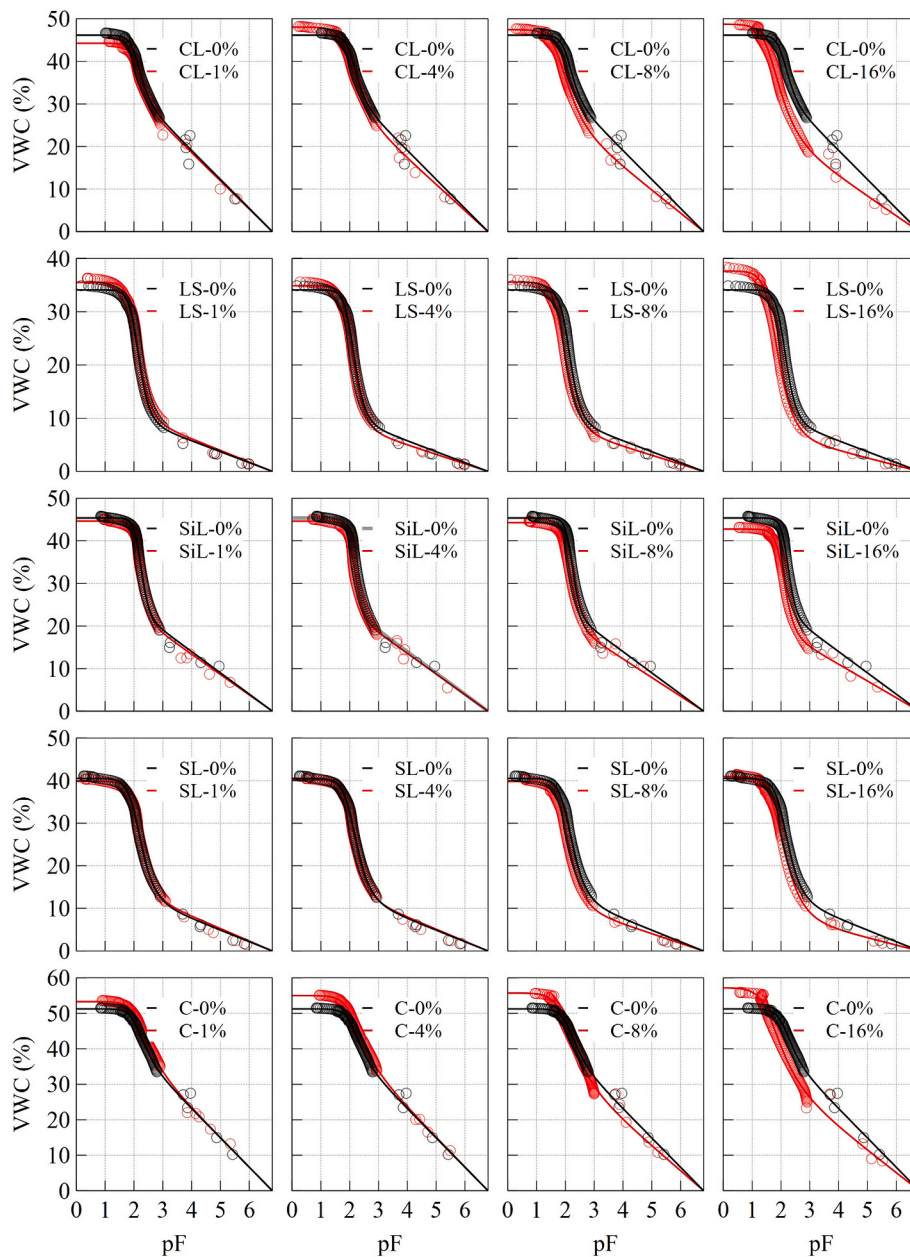 50
40
30
20
10
0
VWC (%)
CL-0%
CL-1%
CL-0%
CL-4%
CL-0%
CL-8%
CL-0%
CL-16%
40
30
20
10
0
VWC (%)
LS-0%
LS-1%
LS-0%
LS-4%
LS-0%
LS-8%
LS-0%
LS-16%
50
40
30
20
10
0
VWC (%)
SiL-0%
SiL-1%
SiL-0%
SiL-4%
SiL-0%
SiL-8%
SiL-0%
SiL-16%
50
40
30
20
10
0
VWC (%)
SL-0%
SL-1%
SL-0%
SL-4%
SL-0%
SL-8%
SL-0%
SL-16%
60
50
40
30
20
10
0
VWC (%)
C-0%
C-1%
C-0%
C-4%
C-0%
C-8%
C-0%
C-16%
0 1 2 3 4 5 6
0 1 2 3 4 5 6
0 1 2 3 4 5 6
0 1 2 3 4 5 6
pF
pF
pF
pF